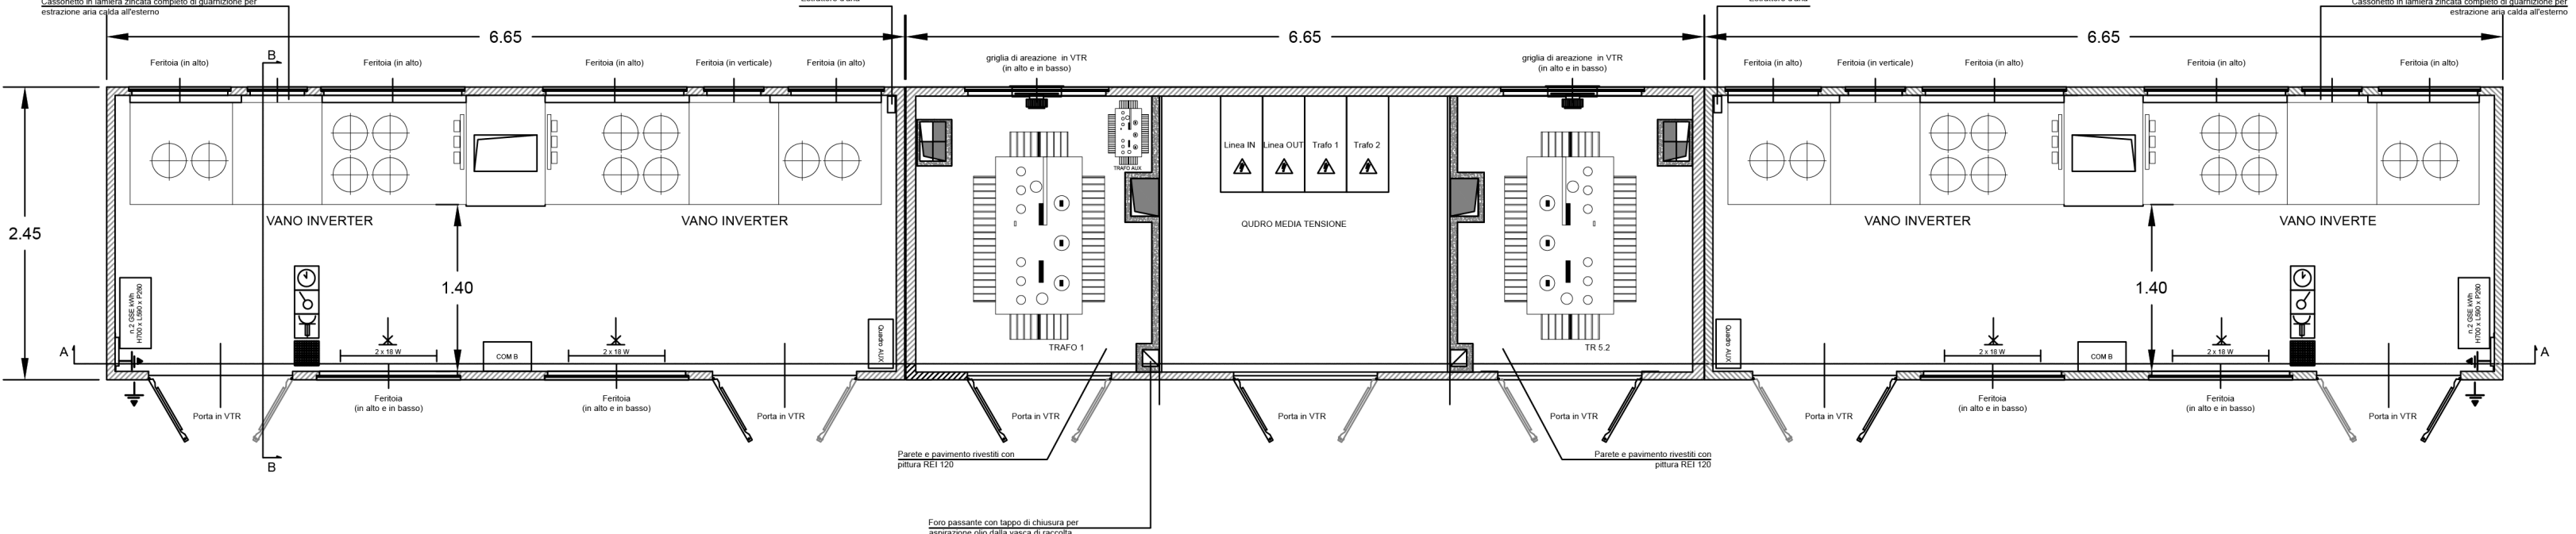 Cassonetto in lamiera zincata completo di guarnizione per
estrazione aria calda all'esterno
Cassonetto in lamiera zincata completo di guarnizione per
estrazione aria calda all'esterno
6.65
6.65
6.65
B
Feritoia (in alto)
Feritoia (in alto)
Feritoia (in alto)
Feritoia (in verticale)
Feritoia (in alto)
griglia di areazione in VTR
(in alto e in basso)
griglia di areazione in VTR
(in alto e in basso)
Feritoia (in alto)
Feritoia (in verticale)
Feritoia (in alto)
Feritoia (in alto)
Feritoia (in alto)
2.45
VANO INVERTER
VANO INVERTER
TRAFO AUX
Linea IN
Linea OUT
Trafo 1
Trafo 2
QUDRO MEDIA TENSIONE
VANO INVERTER
VANO INVERTE
1.40
1.40
n.2 GSE kWh
H700 x L590 x P260
Quadro AUX
Quadro AUX
n.2 GSE kWh
H700 x L590 x P260
TRAFO 1
TR 5.2
A
2 x 18 W
COM B
2 x 18 W
2 x 18 W
COM B
2 x 18 W
A
Porta in VTR
Feritoia
(in alto e in basso)
Feritoia
(in alto e in basso)
Porta in VTR
Porta in VTR
Porta in VTR
Porta in VTR
Porta in VTR
Feritoia
(in alto e in basso)
Feritoia
(in alto e in basso)
Porta in VTR
B
Parete e pavimento rivestiti con
pittura REI 120
Parete e pavimento rivestiti con
pittura REI 120
Foro passante con tappo di chiusura per
aspirazione olio dalla vasca di raccolta